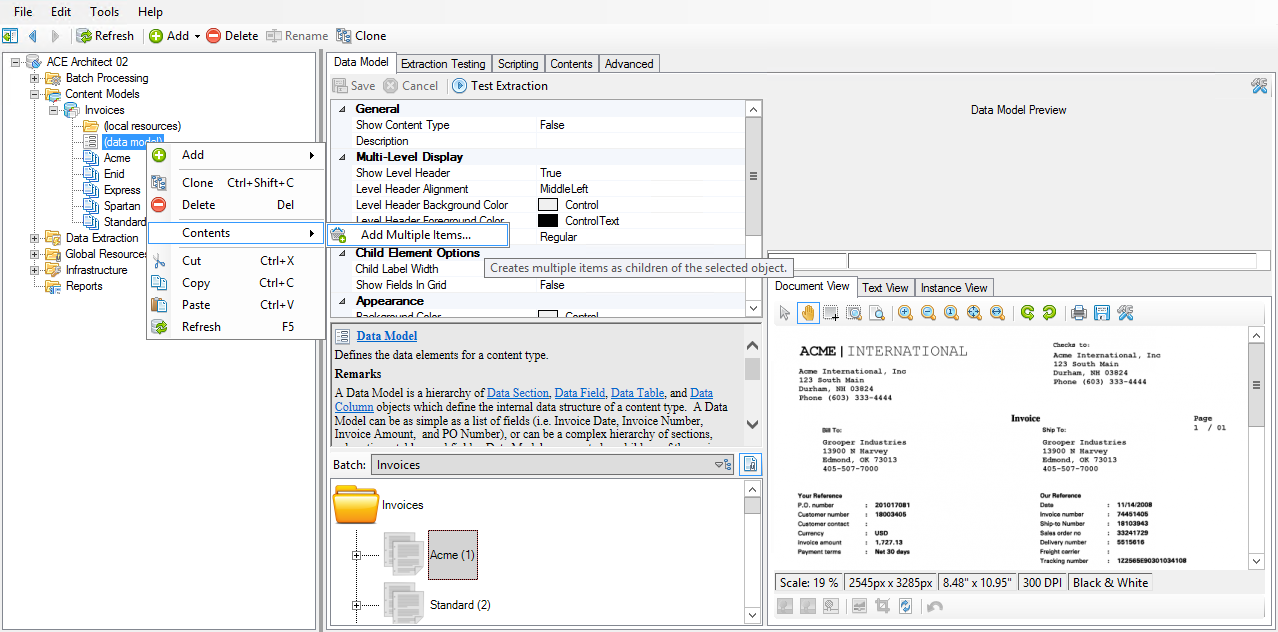 File Edit Tools Help
Refresh Add Delete Rename Clone
ACE Architect 02
Batch Processing
Content Models
Invoices
(local resources)
(data model)
Acme
Enid
Express
Spartan
Standard
Data Extraction
Global Resources
Infrastructure
Reports
Add
Clone Ctrl+Shift+C
Delete Del
Contents
Cut Ctrl+X
Copy Ctrl+C
Paste Ctrl+V
Refresh F5
Add Multiple Items...
Creates multiple items as children of the selected object.
Data Model Extraction Testing Scripting Contents Advanced
Save Cancel Test Extraction
General
Show Content Type False
Description
Multi-Level Display
Show Level Header True
Level Header Alignment MiddleLeft
Level Header Background Color Control
Level Header Foreground Color ControlText
Regular
Child Element Options
Child Label Width
Show Fields In Grid False
Appearance
Background Color Control
Data Model
Defines the data elements for a content type.
Remarks
A Data Model is a hierarchy of Data Section, Data Field, Data Table, and Data
Column objects which define the internal data structure of a content type. A Data
Model can be as simple as a list of fields (i.e. Invoice Date, Invoice Number,
Invoice Amount, and PO Number), or can be a complex hierarchy of sections,
Batch: Invoices
Invoices
Acme (1)
Standard (2)
Data Model Preview
Document View Text View Instance View
ACME | INTERNATIONAL
Acme International, Inc
123 South Main
Durham, NH 03824
Phone (603) 333-4444
Checks to:
Acme International, Inc
123 South Main
Durham, NH 03824
Phone (603) 333-4444
Invoice
Page
1 / 01
Bill To:
Grooper Industries
13900 N Harvey
Edmond, OK 73013
405-507-7000
Ship To:
Grooper Industries
13900 N Harvey
Edmond, OK 73013
405-507-7000
Your Reference
P.O. number : 201017081
Customer number : 18003405
Customer contact :
Currency : USD
Invoice amount : 1,727.13
Payment terms : Net 30 days
Our Reference
Date : 11/14/2008
Invoice number : 74451405
Ship-to Number : 18103943
Sales order no : 33241729
Delivery number : 5515616
Freight carrier :
Tracking number : 1Z2565E90301034108
Scale: 19 % 2545px x 3285px 8.48" x 10.95" 300 DPI Black & White